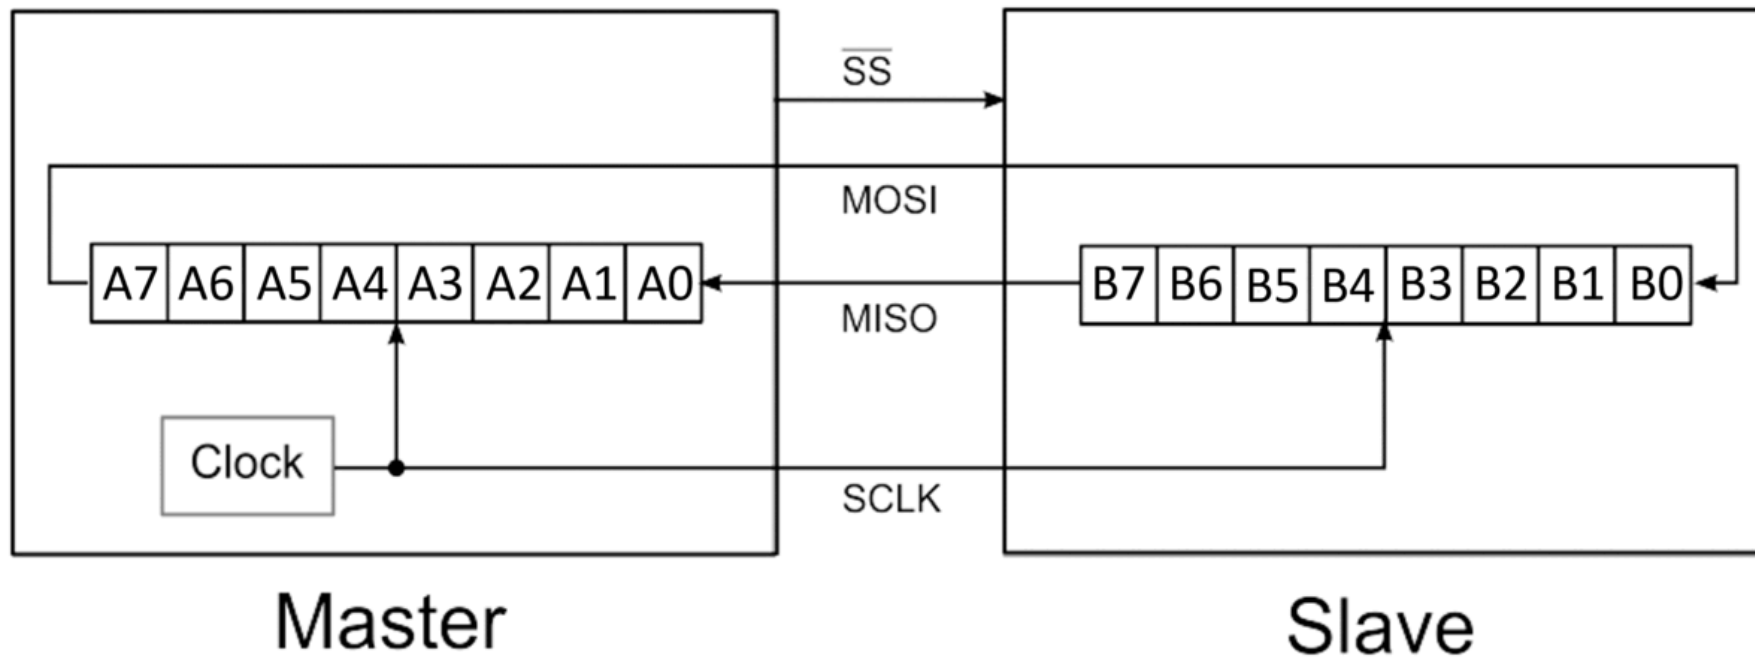 S̅S̅
MOSI
A7 A6 A5 A4 A3 A2 A1 A0
B7 B6 B5 B4 B3 B2 B1 B0
MISO
Clock
SCLK
Master
Slave